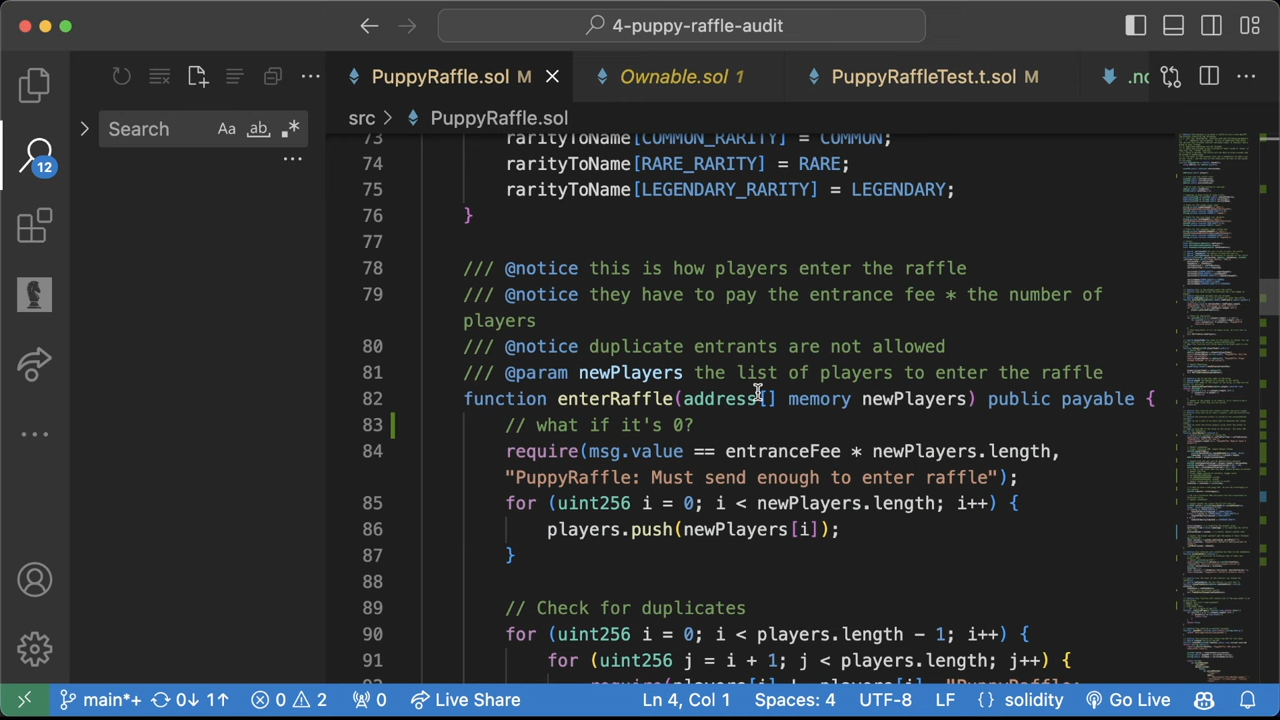 4-puppy-raffle-audit
PuppyRaffle.sol M
Ownable.sol 1
PuppyRaffleTest.t.sol M
Search
Aa ab .*
12
src > PuppyRaffle.sol
73 rarityToName[COMMON_RARITY] = COMMON;
74 rarityToName[RARE_RARITY] = RARE;
75 rarityToName[LEGENDARY_RARITY] = LEGENDARY;
76 }
77
78 /// @notice this is how players enter the raffle
79 /// @notice they have to pay the entrance fee * the number of
players
80 /// @notice duplicate entrants are not allowed
81 /// @param newPlayers the list of players to enter the raffle
82 function enterRaffle(address[] memory newPlayers) public payable {
83 // what if it's 0?
84 require(msg.value == entranceFee * newPlayers.length,
"PuppyRaffle: Must send enough to enter raffle");
85 for (uint256 i = 0; i < newPlayers.length; i++) {
86 players.push(newPlayers[i]);
87 }
88
89 // Check for duplicates
90 for (uint256 i = 0; i < players.length - 1; i++) {
91 for (uint256 j = i + 1; j < players.length; j++) {
main*+ 0↓ 1↑ 0 2 0 Live Share Ln 4, Col 1 Spaces: 4 UTF-8 LF {} solidity Go Live